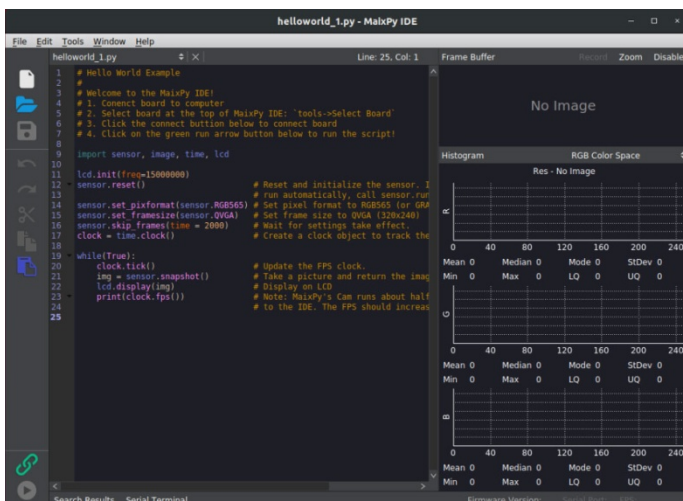 helloworld_1.py - MaixPy IDE
File Edit Tools Window Help
helloworld_1.py
Line: 25, Col: 1
Frame Buffer Record Zoom Disable
1 # Hello World Example
2 #
3 # Welcome to the MaixPy IDE!
4 # 1. Conenct board to computer
5 # 2. Select board at the top of MaixPy IDE: `tools->Select Board`
6 # 3. Click the connect buttion below to connect board
7 # 4. Click on the green run arrow button below to run the script!
8
9 import sensor, image, time, lcd
10
11 lcd.init(freq=15000000)
12 sensor.reset() # Reset and initialize the sensor. I
13 # run automatically, call sensor.run
14 sensor.set_pixformat(sensor.RGB565) # Set pixel format to RGB565 (or GRA
15 sensor.set_framesize(sensor.QVGA) # Set frame size to QVGA (320x240)
16 sensor.skip_frames(time = 2000) # Wait for settings take effect.
17 clock = time.clock() # Create a clock object to track the
18
19 while(True):
20 clock.tick() # Update the FPS clock.
21 img = sensor.snapshot() # Take a picture and return the imag
22 lcd.display(img) # Display on LCD
23 print(clock.fps()) # Note: MaixPy's Cam runs about half
24 # to the IDE. The FPS should increas
25
Search Results Serial Terminal
No Image
Histogram RGB Color Space
Res - No Image
R
0 40 80 120 160 200 240
Mean 0 Median 0 Mode 0 StDev 0
Min 0 Max 0 LQ 0 UQ 0
G
0 40 80 120 160 200 240
Mean 0 Median 0 Mode 0 StDev 0
Min 0 Max 0 LQ 0 UQ 0
B
0 40 80 120 160 200 240
Mean 0 Median 0 Mode 0 StDev 0
Min 0 Max 0 LQ 0 UQ 0
Firmware Version: Serial Port: FPS: